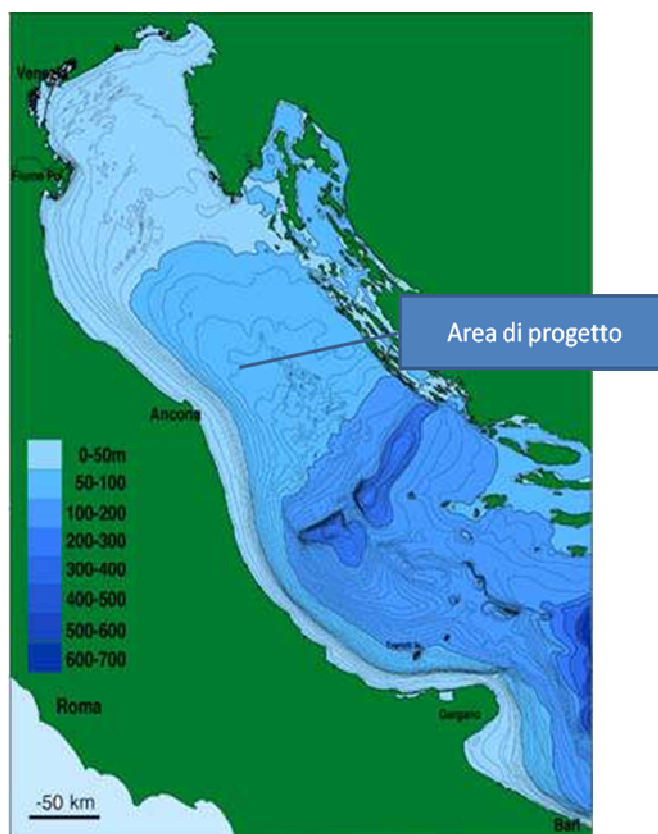 Venezia
Fiume Po
Area di progetto
Ancona
0-50m
50-100
100-200
200-300
300-400
400-500
500-600
600-700
Roma
Gargano
-50 km
Bari